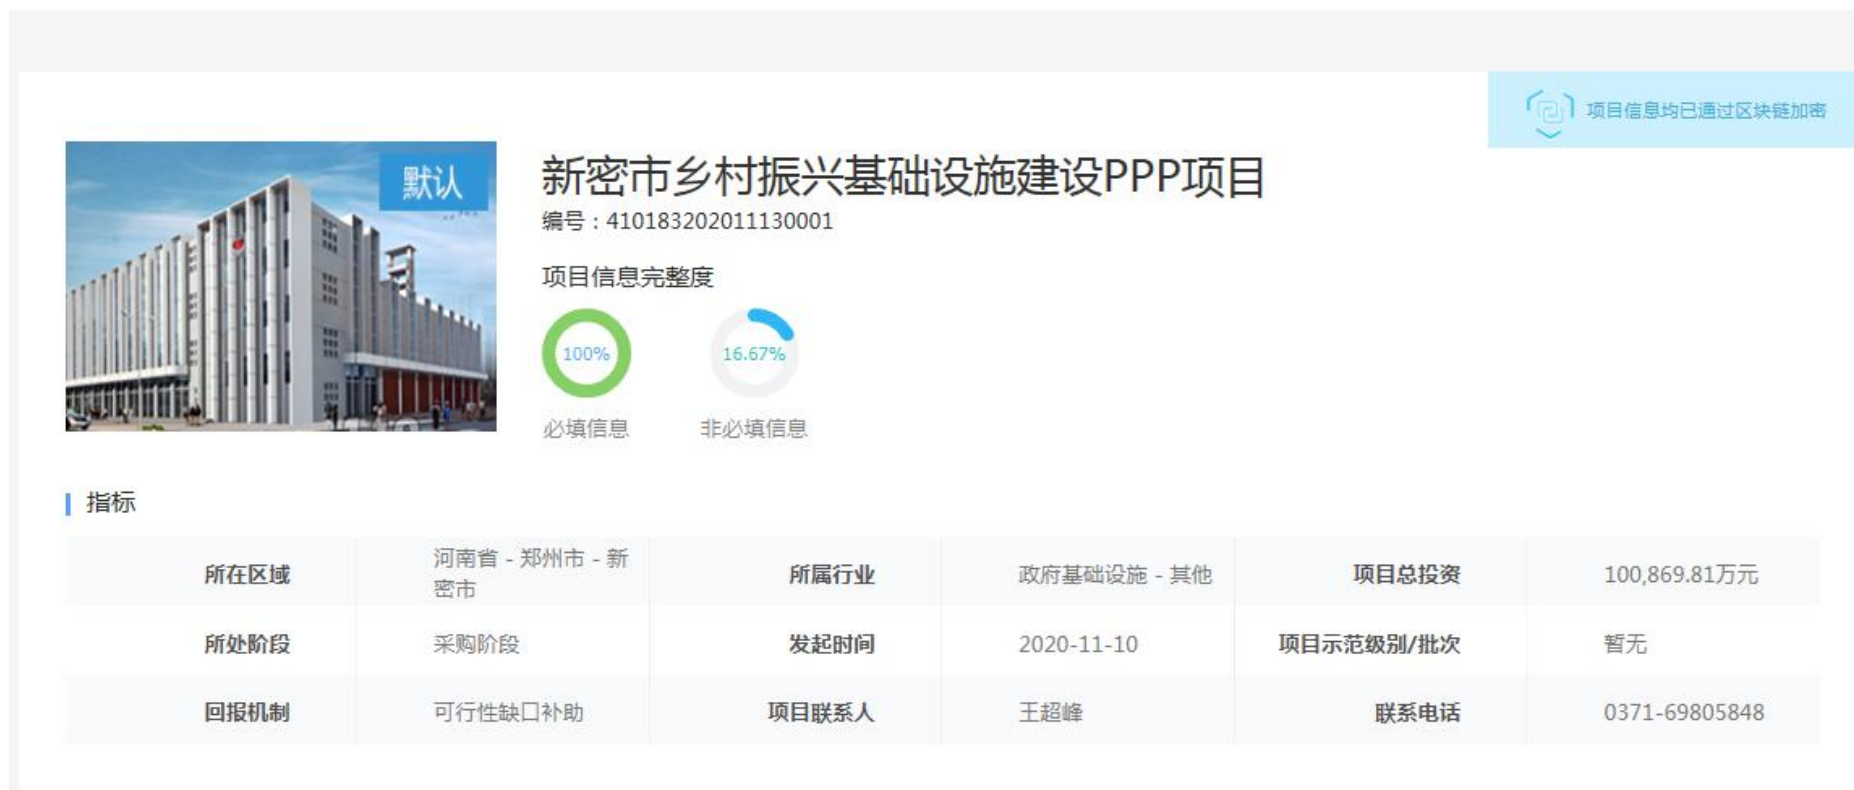 项目信息均已通过区块链加密
默认
新密市乡村振兴基础设施建设PPP项目
编号：410183202011130001
项目信息完整度
100%
16.67%
必填信息
非必填信息
指标
所在区域
河南省 - 郑州市 - 新
密市
所属行业
政府基础设施 - 其他
项目总投资
100,869.81万元
所处阶段
采购阶段
发起时间
2020-11-10
项目示范级别/批次
暂无
回报机制
可行性缺口补助
项目联系人
王超峰
联系电话
0371-69805848